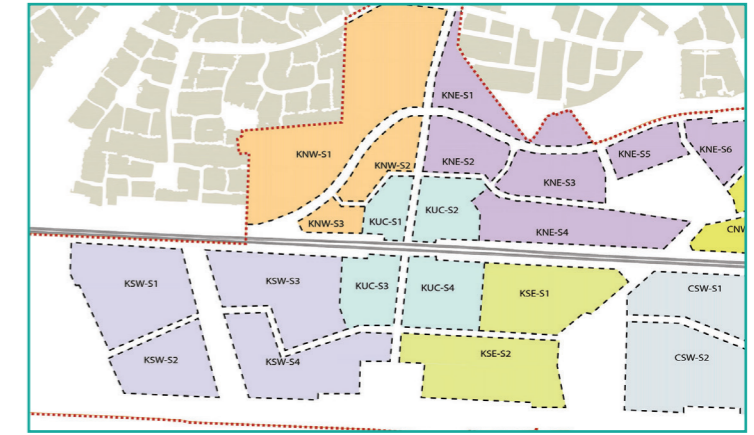 KNE-S1
KNW-S1
KNW-S2
KNE-S2
KNE-S5
KNE-S6
KNE-S3
KUC-S2
KNW-S3
KUC-S1
KNE-S4
KSW-S1
KSW-S3
KUC-S3
KUC-S4
KSE-S1
CSW-S1
KSW-S2
KSW-S4
KSE-S2
CSW-S2